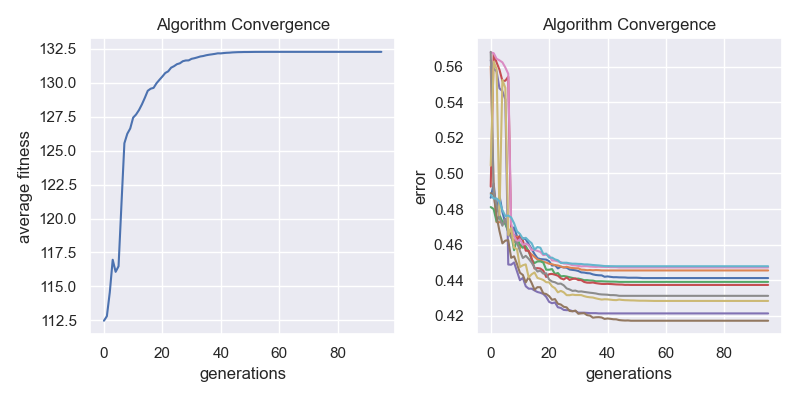 Algorithm Convergence
132.5
130.0
127.5
125.0
122.5
120.0
117.5
115.0
112.5
average fitness
0 20 40 60 80
generations
Algorithm Convergence
0.56
0.54
0.52
0.50
0.48
0.46
0.44
0.42
error
0 20 40 60 80
generations